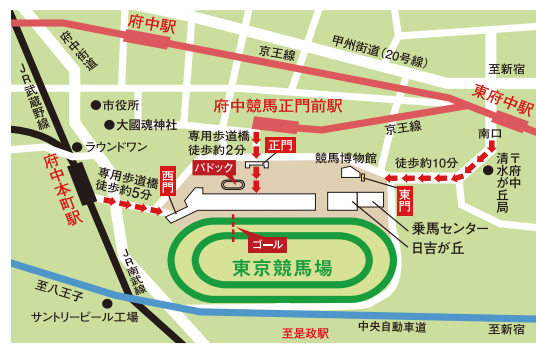 府中駅
府中街道
京王線
甲州街道(20号線)
至新宿
JR武蔵野線
市役所
大國魂神社
ラウンドワン
府中競馬正門前駅
東府中駅
京王線
南口
専用歩道橋
徒歩約2分
正門
競馬博物館
徒歩約10分
〒府中
清水が丘局
府中本町駅
専用歩道橋
徒歩約5分
西門
パドック
東門
乗馬センター
日吉が丘
ゴール
東京競馬場
JR南武線
至八王子
サントリービール工場
至是政駅
中央自動車道
至新宿